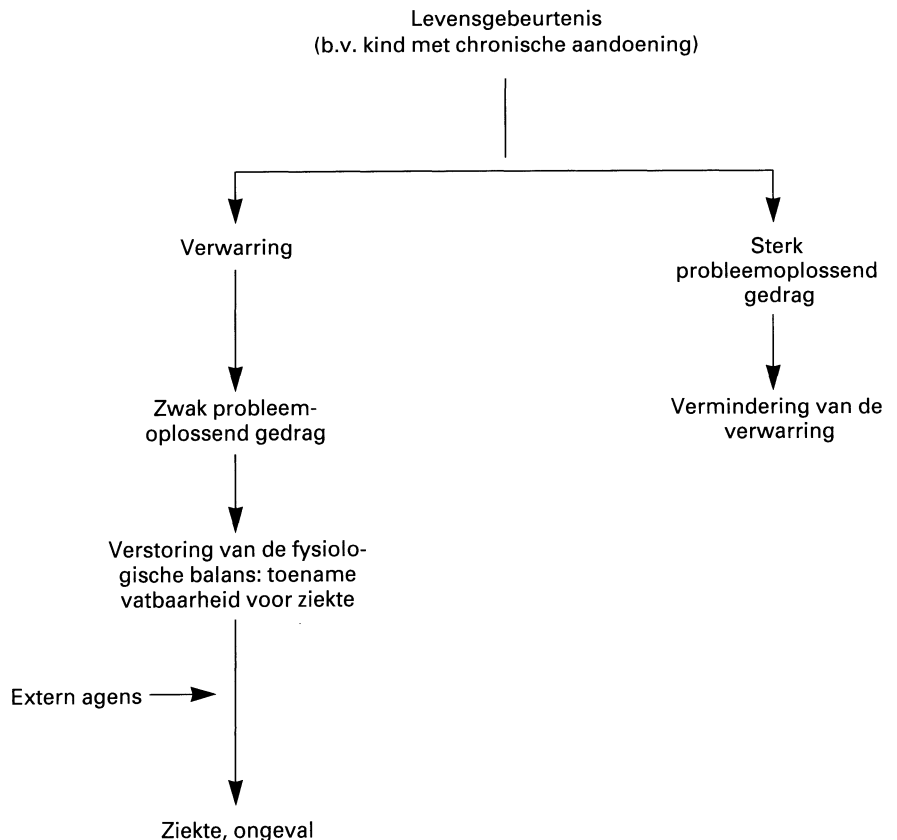 Levensgebeurtenis
(b.v. kind met chronische aandoening)
Verwarring
Sterk
probleemoplossend
gedrag
Zwak probleem-
oplossend gedrag
Vermindering van de
verwarring
Verstoring van de fysiolo-
gische balans: toename
vatbaarheid voor ziekte
Extern agens
Ziekte, ongeval